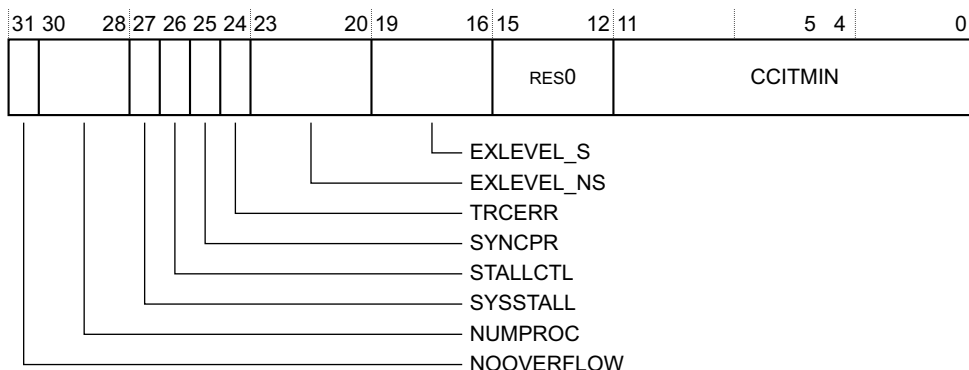 31 30 28 27 26 25 24 23 20 19 16 15 12 11 5 4 0
RES0 CCITMIN
EXLEVEL_S
EXLEVEL_NS
TRCERR
SYNCPR
STALLCTL
SYSSTALL
NUMPROC
NOOVERFLOW